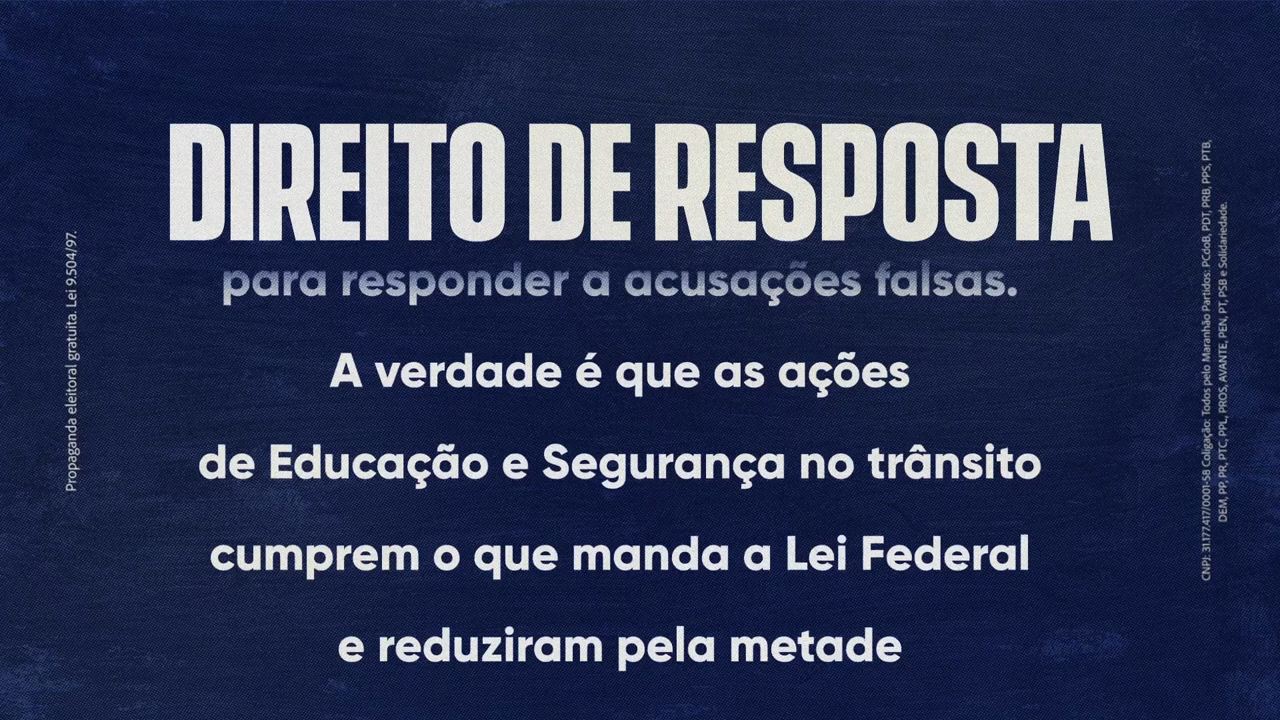 DIREITO DE RESPOSTA
para responder a acusações falsas.
A verdade é que as ações
de Educação e Segurança no trânsito
cumprem o que manda a Lei Federal
e reduziram pela metade
Propaganda eleitoral gratuita. Lei 9.504/97.
CNPJ: 31.177.417/0001-58 Coligação: Todos pelo Maranhão Partidos: PCdoB, PDT, PRB, PPS, PTB,
DEM, PP, PR, PTC, PPL, PROS, AVANTE, PEN, PT, PSB e Solidariedade.